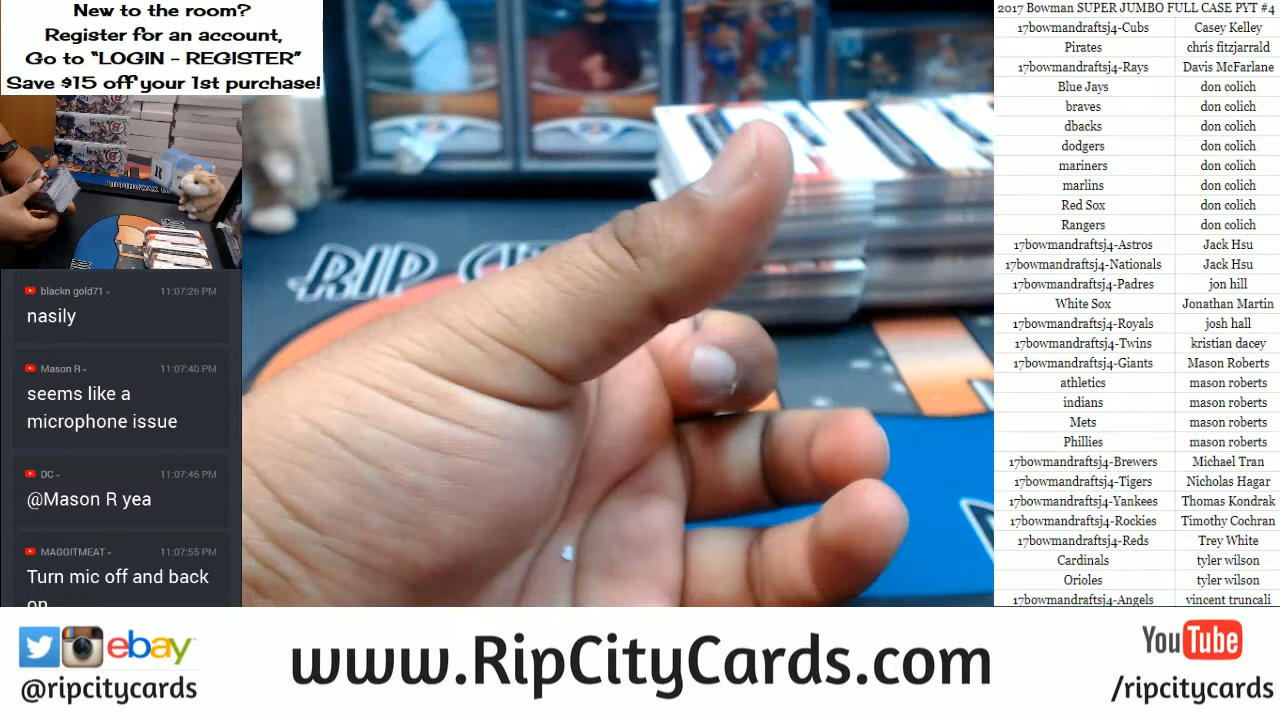 New to the room?
Register for an account,
Go to “LOGIN - REGISTER”
Save $15 off your 1st purchase!
blackn gold71
11:07:26 PM
nasily
Mason R
11:07:40 PM
seems like a
microphone issue
DC
11:07:46 PM
@Mason R yea
MAGGITMEAT
11:07:55 PM
Turn mic off and back
on
RIP
2017 Bowman SUPER JUMBO FULL CASE PYT #4
17bowmandraftsj4-Cubs Casey Kelley
Pirates chris fitzjarrald
17bowmandraftsj4-Rays Davis McFarlane
Blue Jays don colich
braves don colich
dbacks don colich
dodgers don colich
mariners don colich
marlins don colich
Red Sox don colich
Rangers don colich
17bowmandraftsj4-Astros Jack Hsu
17bowmandraftsj4-Nationals Jack Hsu
17bowmandraftsj4-Padres jon hill
White Sox Jonathan Martin
17bowmandraftsj4-Royals josh hall
17bowmandraftsj4-Twins kristian dacey
17bowmandraftsj4-Giants Mason Roberts
athletics mason roberts
indians mason roberts
Mets mason roberts
Phillies mason roberts
17bowmandraftsj4-Brewers Michael Tran
17bowmandraftsj4-Tigers Nicholas Hagar
17bowmandraftsj4-Yankees Thomas Kondrak
17bowmandraftsj4-Rockies Timothy Cochran
17bowmandraftsj4-Reds Trey White
Cardinals tyler wilson
Orioles tyler wilson
17bowmandraftsj4-Angels vincent truncali
ebay
@ripcitycards
www.RipCityCards.com
YouTube
/ripcitycards